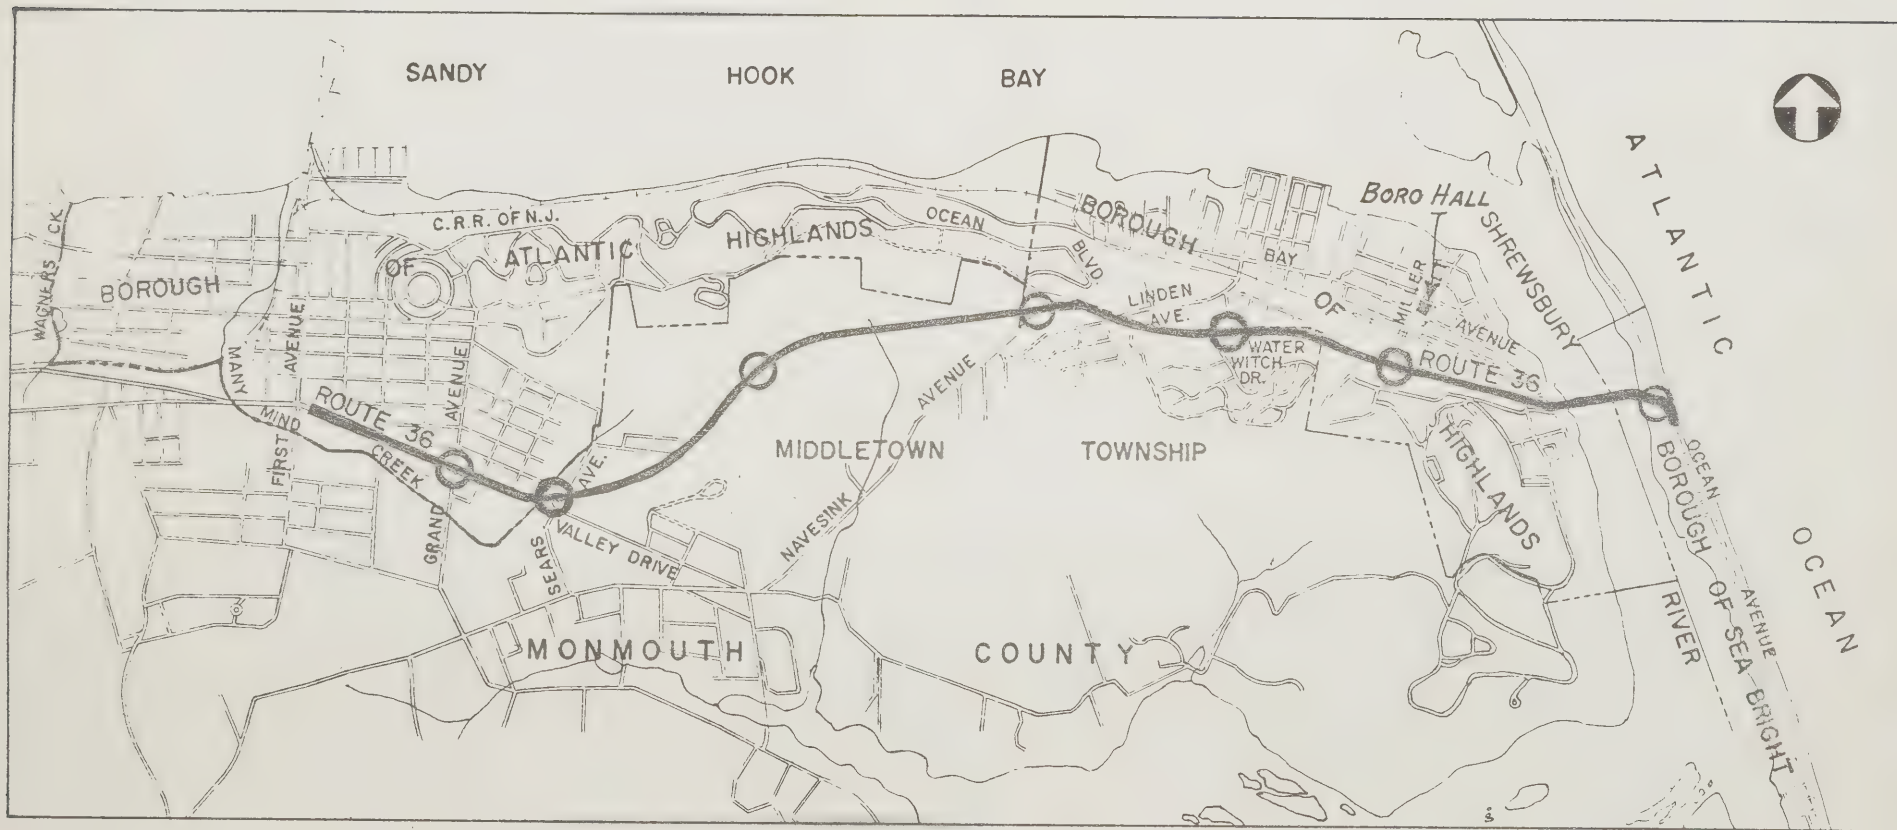 SANDY HOOK BAY
ATLANTIC OCEAN
BORO HALL
SHREWSBURY RIVER
C.R.R. OF N.J.
OCEAN BLVD.
BOROUGH OF HIGHLANDS
BOROUGH OF ATLANTIC HIGHLANDS
WAGNERS CK.
BAY AVENUE
MILLER
LINDEN AVE.
WATER WITCH DR.
ROUTE 36
FIRST AVENUE
MANY MIND CREEK
ROUTE 36
GRAND AVENUE
SEARS AVE.
VALLEY DRIVE
NAVESINK AVENUE
MIDDLETOWN TOWNSHIP
OCEAN AVENUE
BOROUGH OF SEA BRIGHT
MONMOUTH COUNTY